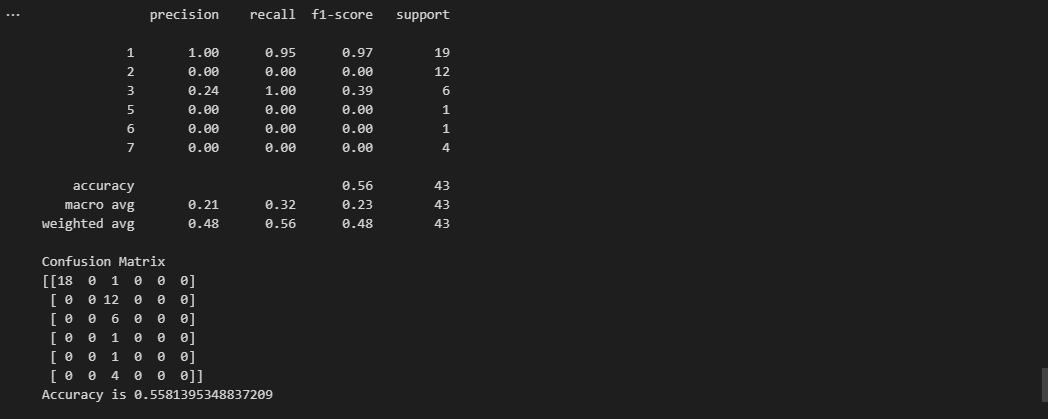 ...
precision recall f1-score support
1 1.00 0.95 0.97 19
2 0.00 0.00 0.00 12
3 0.24 1.00 0.39 6
5 0.00 0.00 0.00 1
6 0.00 0.00 0.00 1
7 0.00 0.00 0.00 4
accuracy 0.56 43
macro avg 0.21 0.32 0.23 43
weighted avg 0.48 0.56 0.48 43
Confusion Matrix
[[18 0 1 0 0 0]
[ 0 0 12 0 0 0]
[ 0 0 6 0 0 0]
[ 0 0 1 0 0 0]
[ 0 0 1 0 0 0]
[ 0 0 4 0 0 0]]
Accuracy is 0.5581395348837209